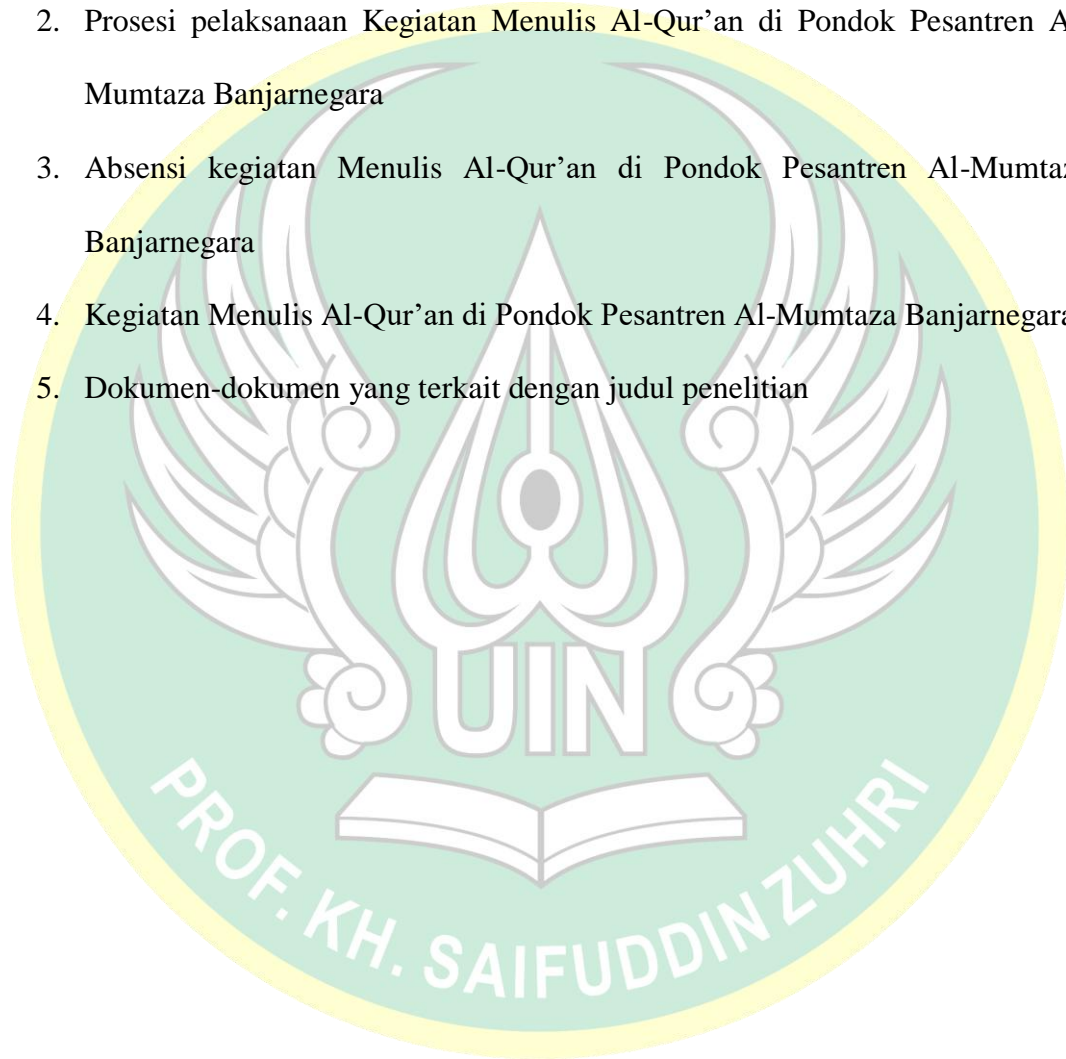 2. Prosesi pelaksanaan Kegiatan Menulis Al-Qur'an di Pondok Pesantren A
Mumtaza Banjarnegara
3. Absensi kegiatan Menulis Al-Qur'an di Pondok Pesantren Al-Mumtaz
Banjarnegara
4. Kegiatan Menulis Al-Qur'an di Pondok Pesantren Al-Mumtaza Banjarnegara
5. Dokumen-dokumen yang terkait dengan judul penelitian
UIN
PROF. KH. SAIFUDDIN ZUHRI